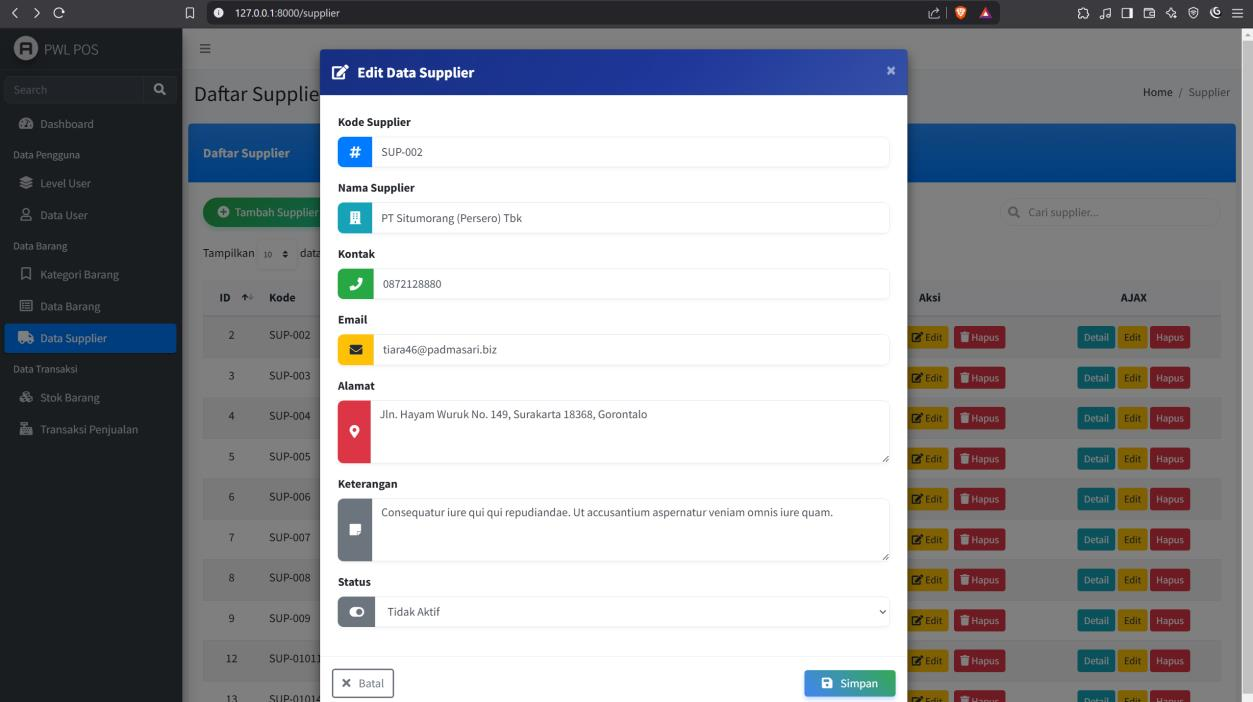 127.0.0.1:8000/supplier
PWL POS
Search
Dashboard
Data Pengguna
Level User
Data User
Data Barang
Kategori Barang
Data Barang
Data Supplier
Data Transaksi
Stok Barang
Transaksi Penjualan
Daftar Supplie
Home / Supplier
Daftar Supplier
Tambah Supplier
Cari supplier...
Tampilkan 10 data
ID Kode Aksi AJAX
2 SUP-002 Edit Hapus Detail Edit Hapus
3 SUP-003 Edit Hapus Detail Edit Hapus
4 SUP-004 Edit Hapus Detail Edit Hapus
5 SUP-005 Edit Hapus Detail Edit Hapus
6 SUP-006 Edit Hapus Detail Edit Hapus
7 SUP-007 Edit Hapus Detail Edit Hapus
8 SUP-008 Edit Hapus Detail Edit Hapus
9 SUP-009 Edit Hapus Detail Edit Hapus
12 SUP-01011 Edit Hapus Detail Edit Hapus
13 SUP-01014 Edit Hapus Detail Edit Hapus
Edit Data Supplier
×
Kode Supplier
# SUP-002
Nama Supplier
PT Situmorang (Persero) Tbk
Kontak
0872128880
Email
tiara46@padmasari.biz
Alamat
Jln. Hayam Wuruk No. 149, Surakarta 18368, Gorontalo
Keterangan
Consequatur iure qui qui repudiandae. Ut accusantium aspernatur veniam omnis iure quam.
Status
Tidak Aktif
Batal
Simpan